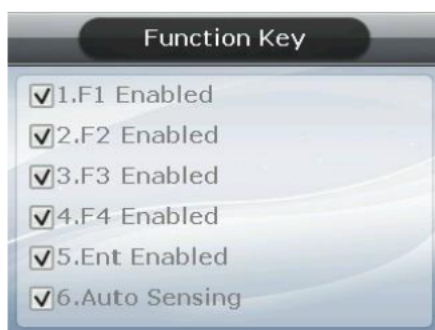 Function Key
1.F1 Enabled
2.F2 Enabled
3.F3 Enabled
4.F4 Enabled
5.Ent Enabled
6.Auto Sensing